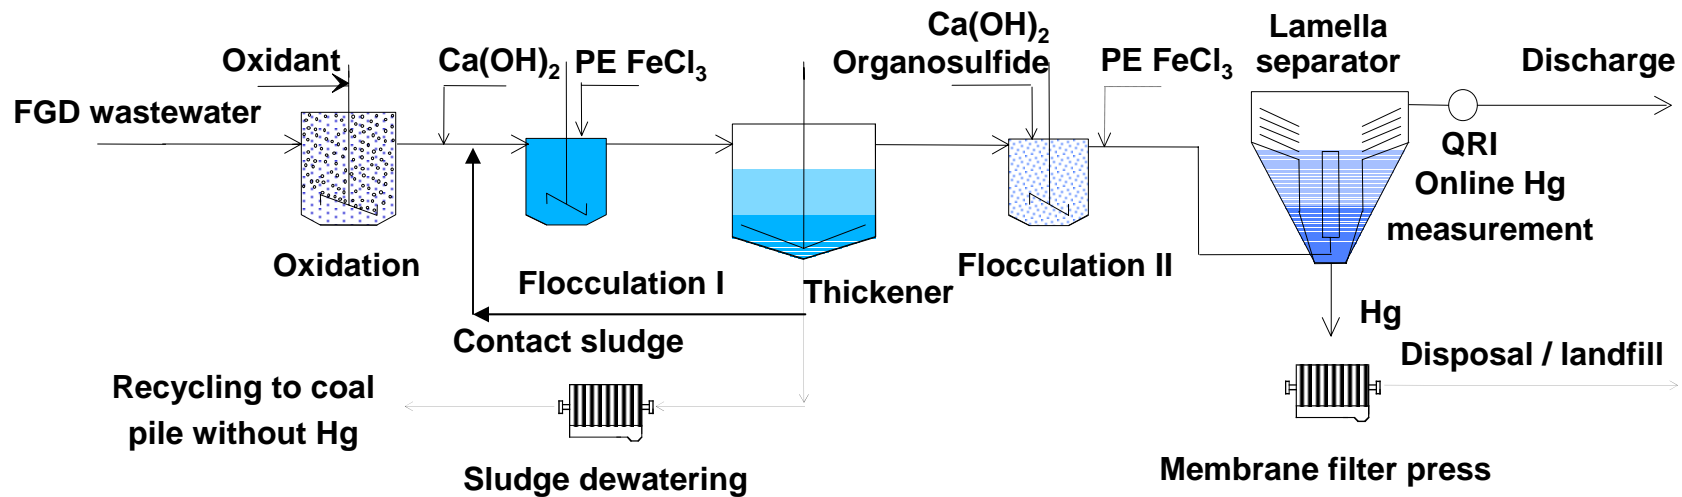 Oxidant
FGD wastewater
Ca(OH)₂
PE FeCl₃
Ca(OH)₂
Organosulfide
PE FeCl₃
Lamella
separator
Discharge
QRI
Online Hg
measurement
Oxidation
Flocculation I
Thickener
Flocculation II
Contact sludge
Hg
Disposal / landfill
Recycling to coal
pile without Hg
Sludge dewatering
Membrane filter press